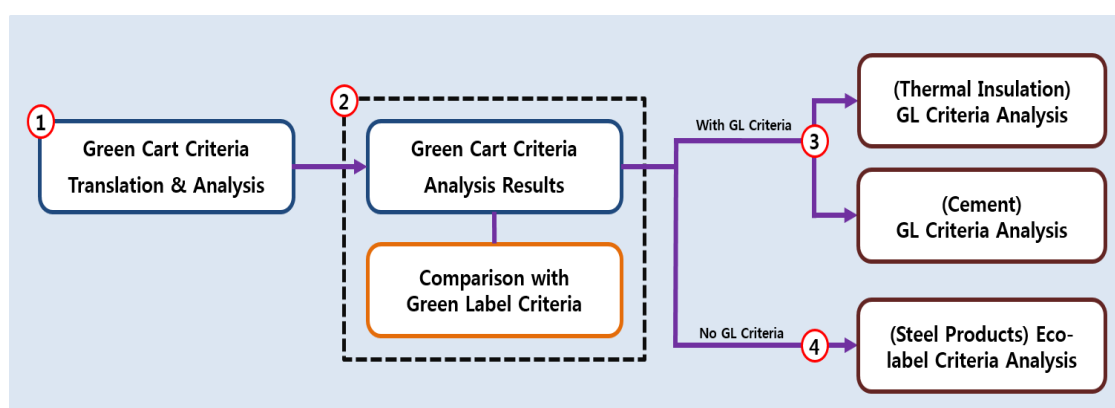 1
Green Cart Criteria
Translation & Analysis
2
Green Cart Criteria
Analysis Results
Comparison with
Green Label Criteria
With GL Criteria
3
(Thermal Insulation)
GL Criteria Analysis
(Cement)
GL Criteria Analysis
No GL Criteria
4
(Steel Products) Eco-
label Criteria Analysis